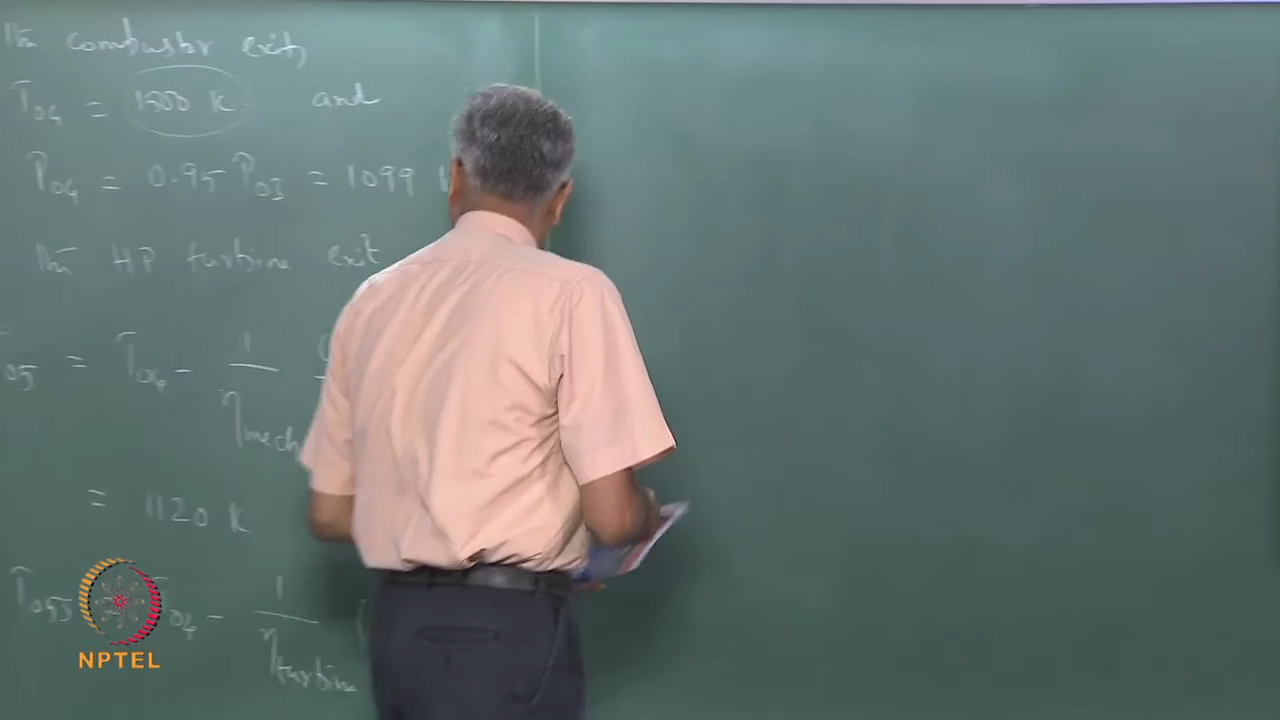 combustor exit,
T04 = 1500 K and
P04 = 0.95 P03 = 1099
HP turbine exit
05 = T04 - 1
ηmech
= 1120 K
T05s 04 - 1
ηturbine
NPTEL